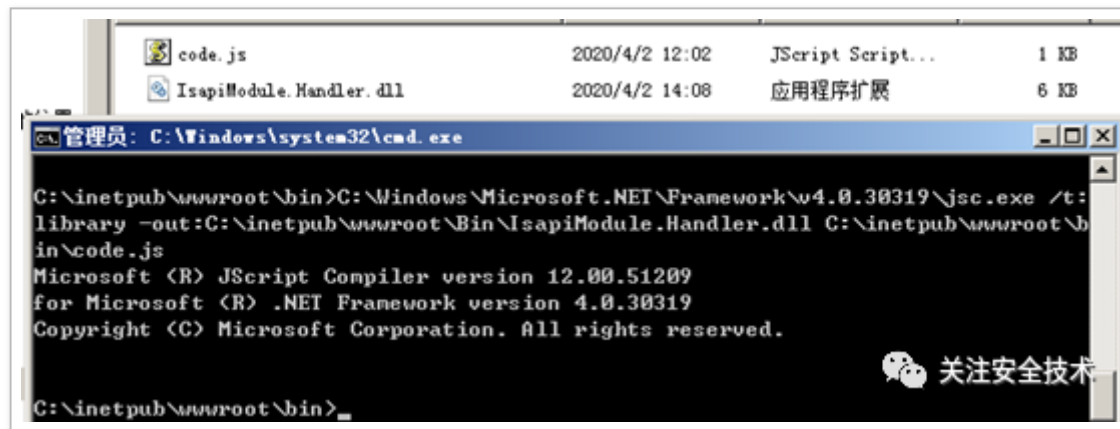 code.js 2020/4/2 12:02 JScript Script... 1 KB
IsapiModule.Handler.dll 2020/4/2 14:08 应用程序扩展 6 KB
管理员: C:\Windows\system32\cmd.exe
C:\inetpub\wwwroot\bin>C:\Windows\Microsoft.NET\Framework\v4.0.30319\jsc.exe /t:
library -out:C:\inetpub\wwwroot\Bin\IsapiModule.Handler.dll C:\inetpub\wwwroot\b
in\code.js
Microsoft (R) JScript Compiler version 12.00.51209
for Microsoft (R) .NET Framework version 4.0.30319
Copyright (C) Microsoft Corporation. All rights reserved.
关注安全技术
C:\inetpub\wwwroot\bin>_